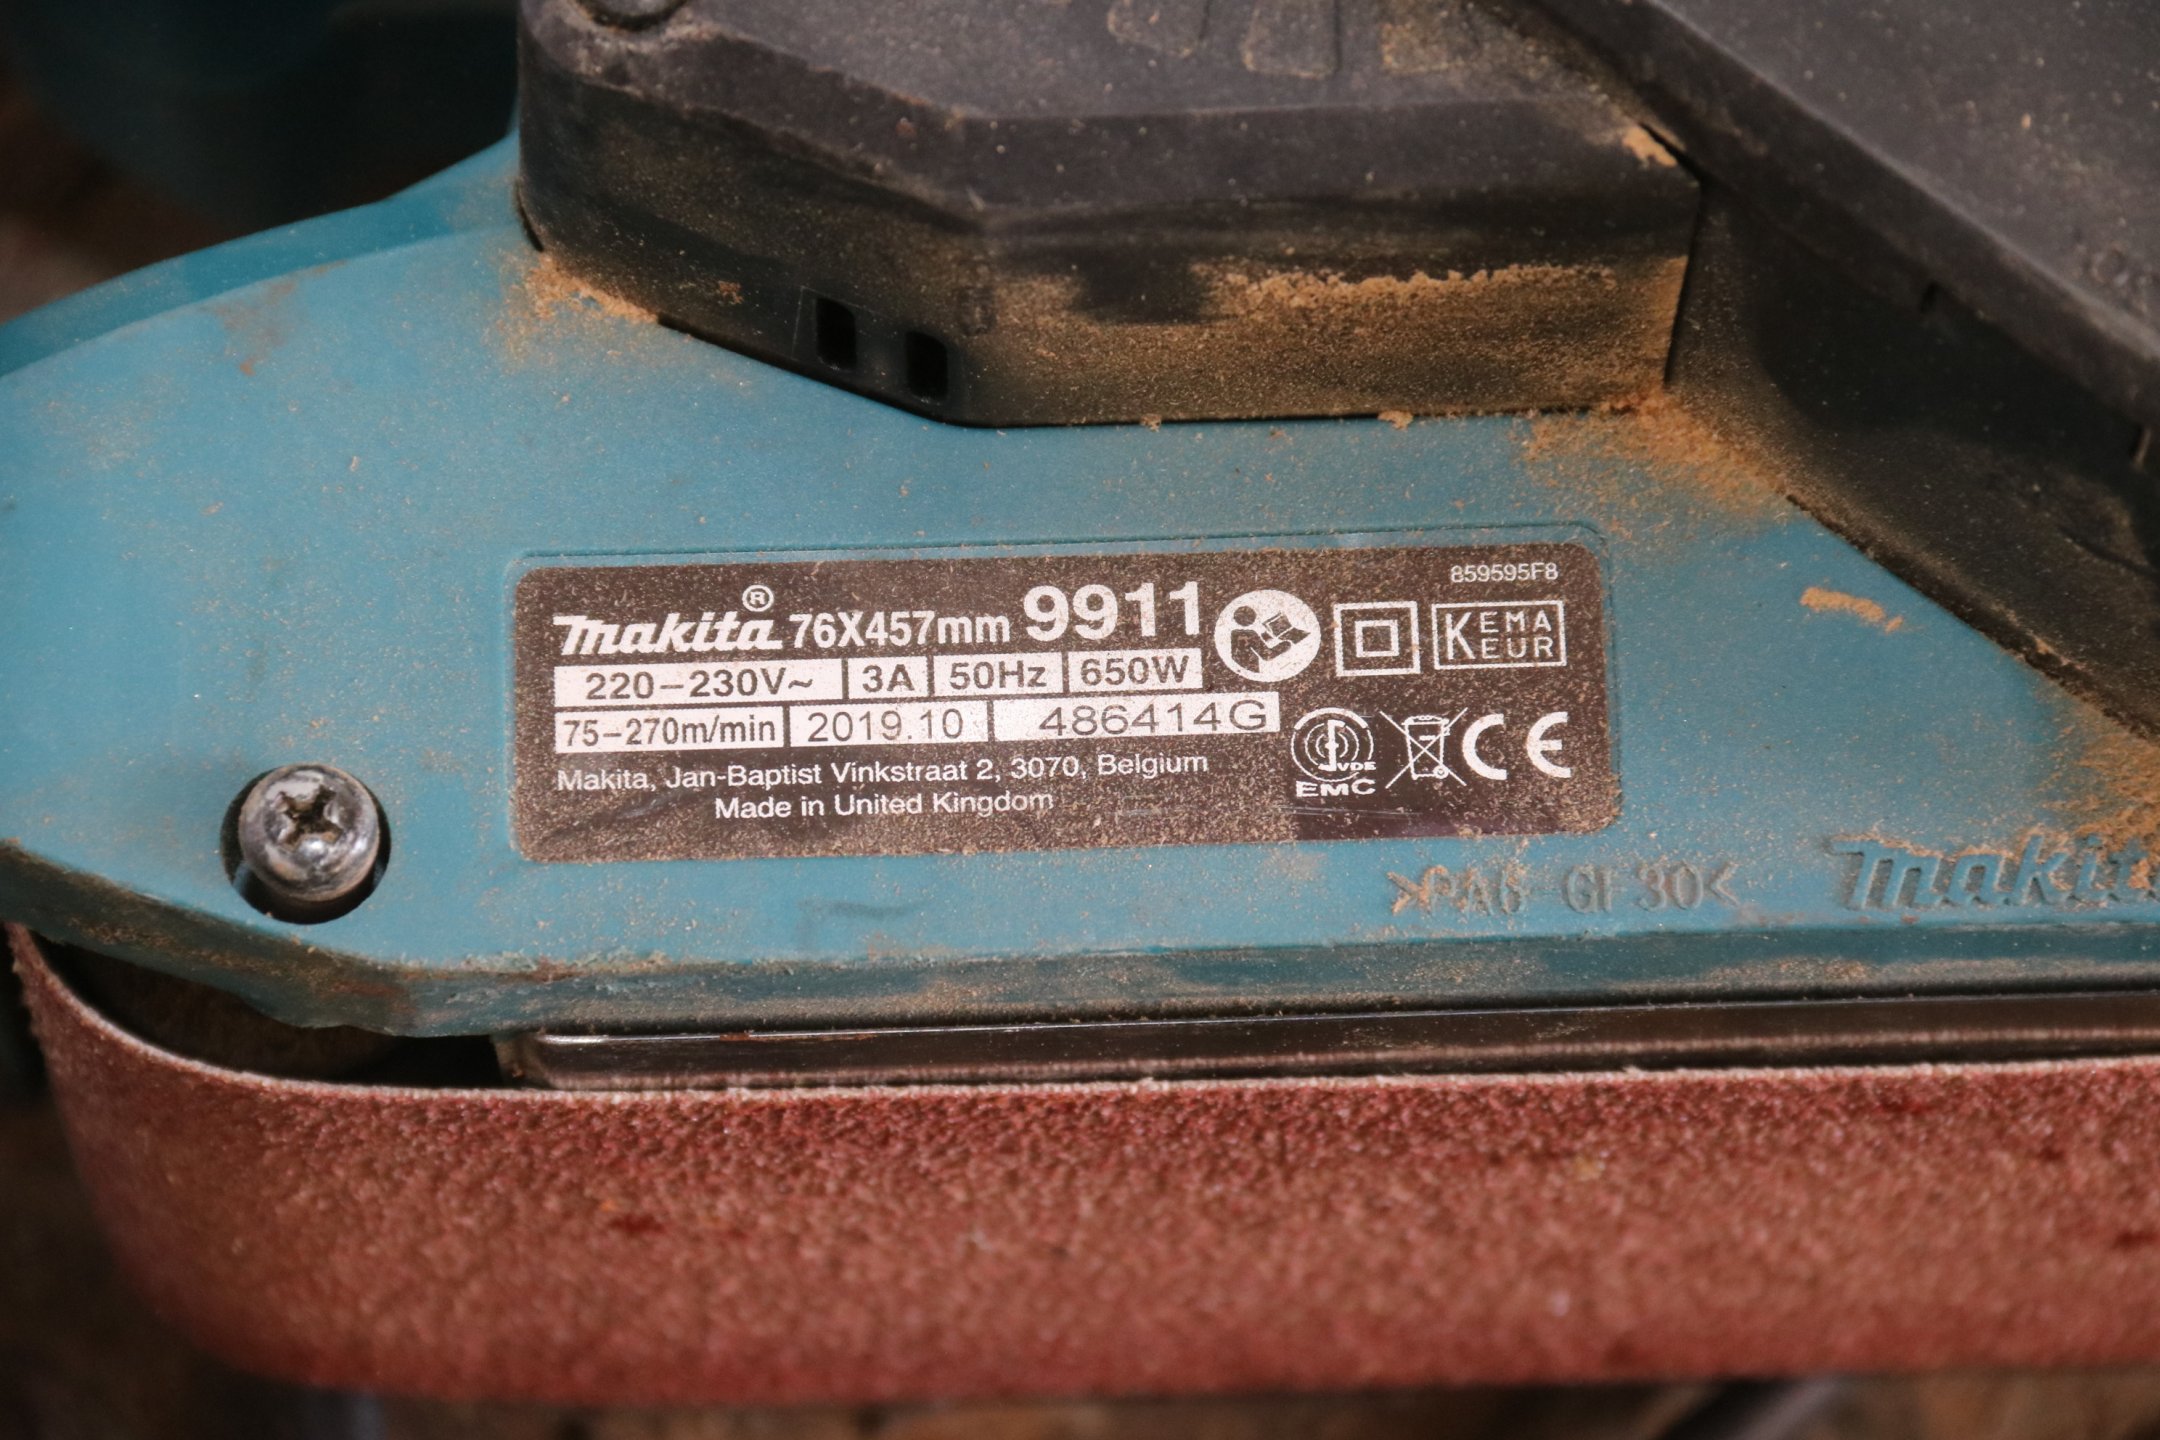 859595F8
makita® 76X457mm 9911
KEMA
KEUR
220–230V~ 3A 50Hz 650W
75–270m/min 2019.10 486414G
VDE
EMC
CE
Makita, Jan-Baptist Vinkstraat 2, 3070, Belgium
Made in United Kingdom
>PA6-GF30<
makita